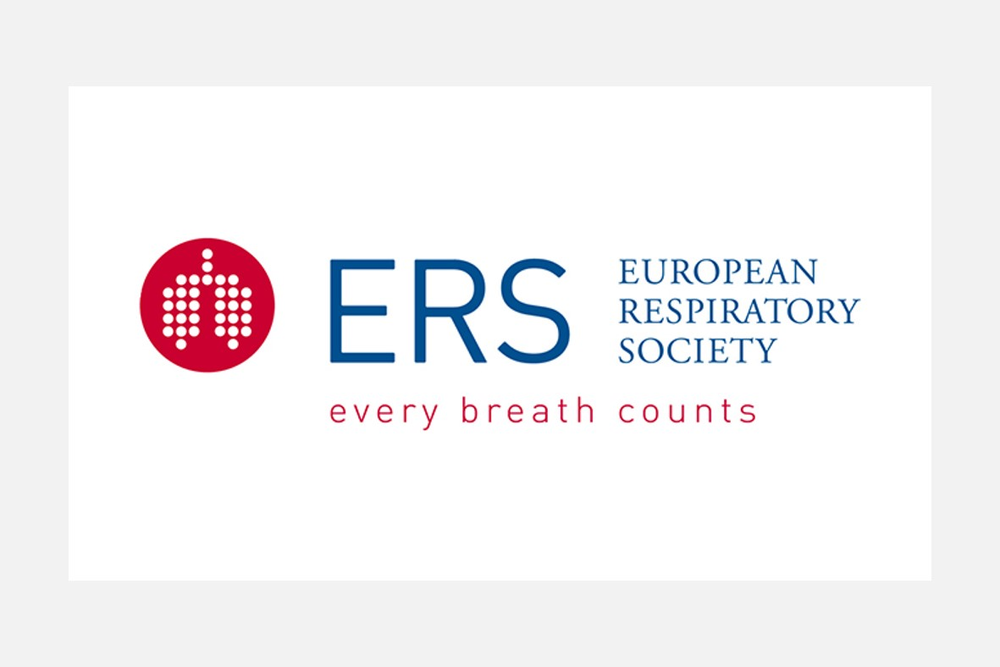 ERS
EUROPEAN
RESPIRATORY
SOCIETY
every breath counts